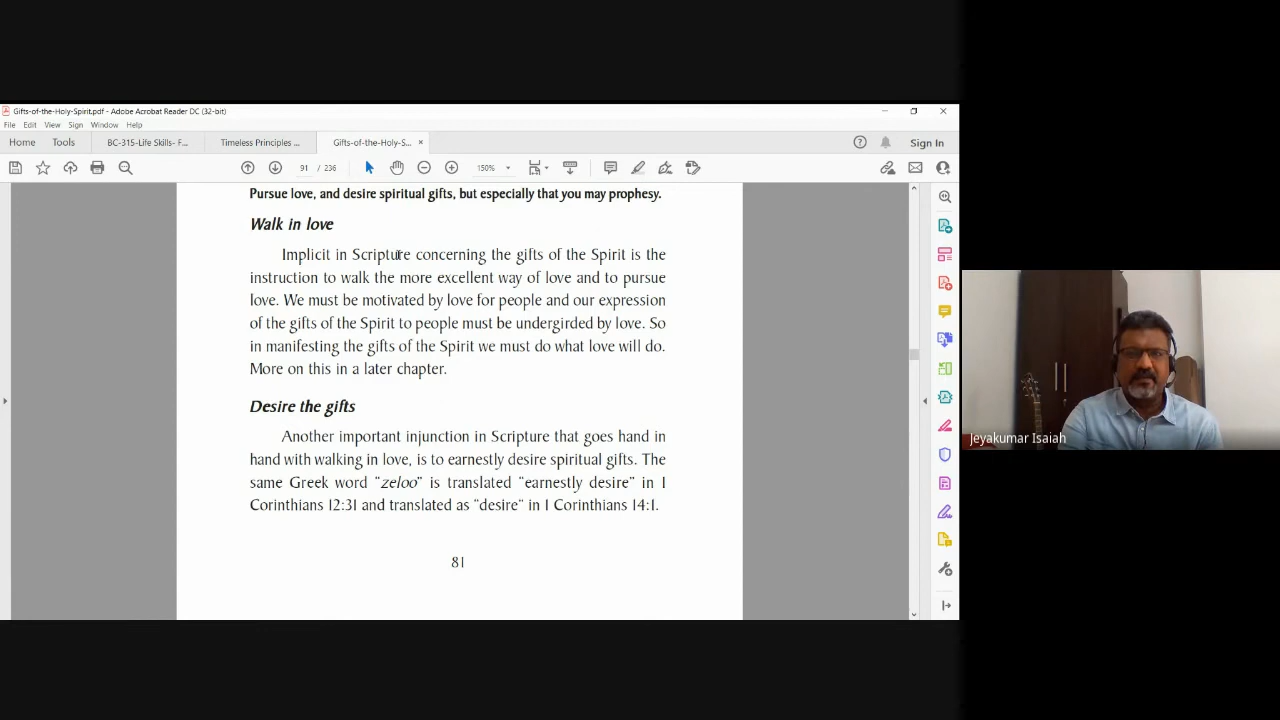 Gifts-of-the-Holy-Spirit.pdf - Adobe Acrobat Reader DC (32-bit)
File Edit View Sign Window Help
Home Tools BC-315-Life Skills- F... Timeless Principles ... Gifts-of-the-Holy-S... × Sign In
91 / 236 150%
Pursue love, and desire spiritual gifts, but especially that you may prophesy.
Walk in love
Implicit in Scripture concerning the gifts of the Spirit is the
instruction to walk the more excellent way of love and to pursue
love. We must be motivated by love for people and our expression
of the gifts of the Spirit to people must be undergirded by love. So
in manifesting the gifts of the Spirit we must do what love will do.
More on this in a later chapter.
Desire the gifts
Another important injunction in Scripture that goes hand in
hand with walking in love, is to earnestly desire spiritual gifts. The
same Greek word "zeloo" is translated "earnestly desire" in 1
Corinthians 12:31 and translated as "desire" in 1 Corinthians 14:1.
81
Jeyakumar Isaiah